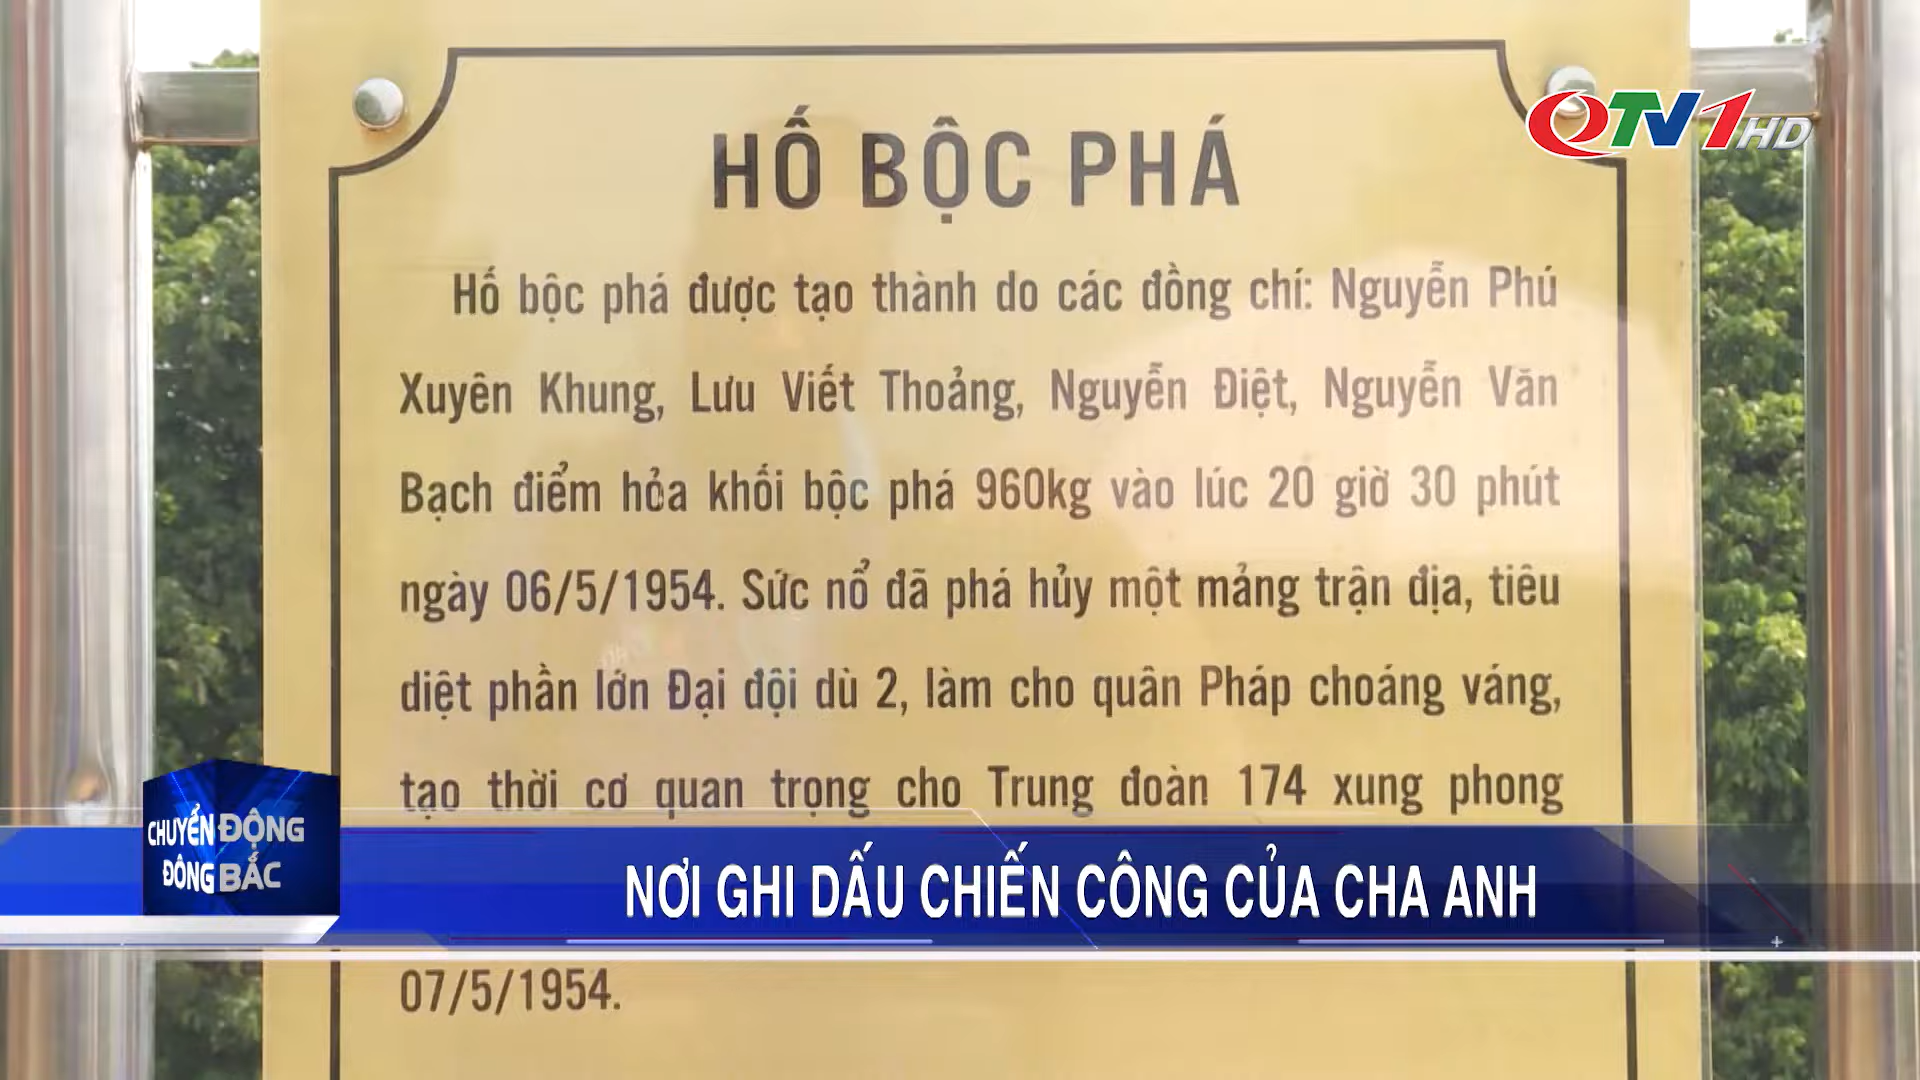 HỐ BỘC PHÁ
QTV1HD
Hố bộc phá được tạo thành do các đồng chí: Nguyễn Phú
Xuyên Khung, Lưu Viết Thoảng, Nguyễn Điệt, Nguyễn Văn
Bạch điểm hỏa khối bộc phá 960kg vào lúc 20 giờ 30 phút
ngày 06/5/1954. Sức nổ đã phá hủy một mảng trận địa, tiêu
diệt phần lớn Đại đội dù 2, làm cho quân Pháp choáng váng,
tạo thời cơ quan trọng cho Trung đoàn 174 xung phong
CHUYỂN ĐỘNG
ĐÔNG BẮC
NƠI GHI DẤU CHIẾN CÔNG CỦA CHA ANH
07/5/1954.